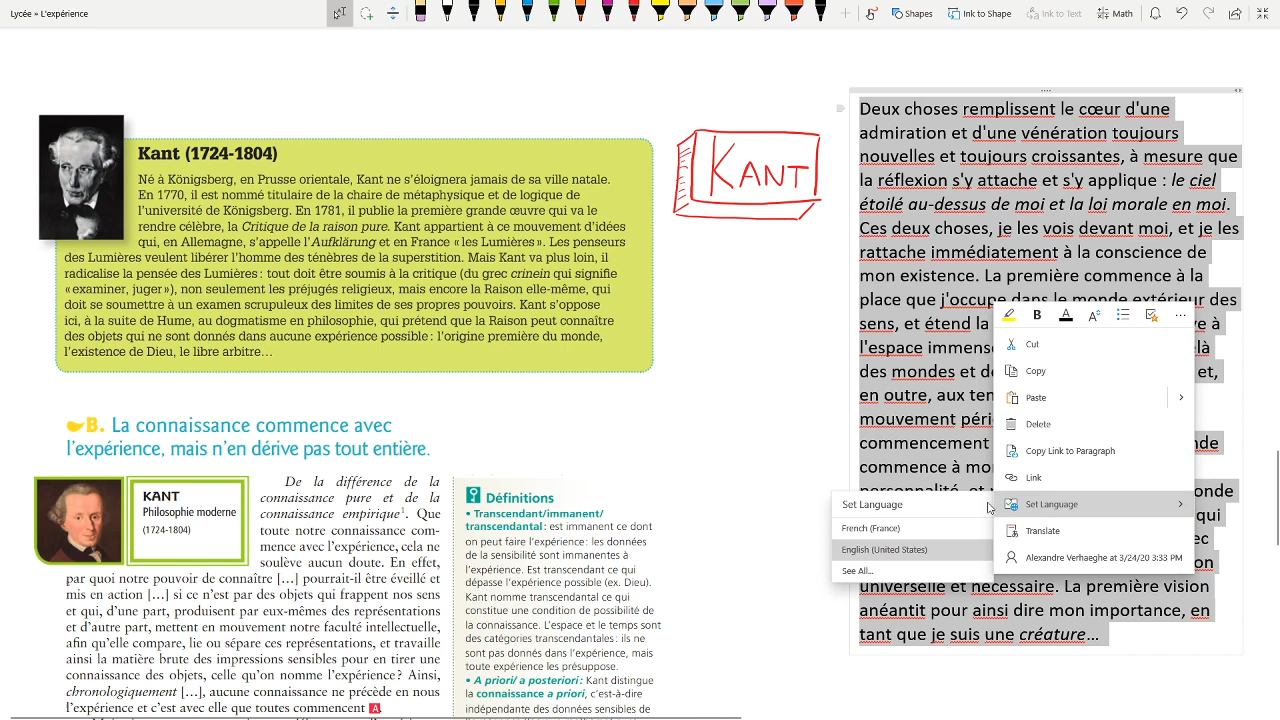 Lycée » L'expérience
Shapes
Ink to Shape
Ink to Text
Math
Kant (1724-1804)
Né à Königsberg, en Prusse orientale, Kant ne s'éloignera jamais de sa ville natale.
En 1770, il est nommé titulaire de la chaire de métaphysique et de logique de
l'université de Königsberg. En 1781, il publie la première grande œuvre qui va le
rendre célèbre, la Critique de la raison pure. Kant appartient à ce mouvement d'idées
qui, en Allemagne, s'appelle l'Aufklärung et en France « les Lumières ». Les penseurs
des Lumières veulent libérer l'homme des ténèbres de la superstition. Mais Kant va plus loin, il
radicalise la pensée des Lumières : tout doit être soumis à la critique (du grec crinein qui signifie
« examiner, juger »), non seulement les préjugés religieux, mais encore la Raison elle-même, qui
doit se soumettre à un examen scrupuleux des limites de ses propres pouvoirs. Kant s'oppose
ici, à la suite de Hume, au dogmatisme en philosophie, qui prétend que la Raison peut connaître
des objets qui ne sont donnés dans aucune expérience possible : l'origine première du monde,
l'existence de Dieu, le libre arbitre…
B. La connaissance commence avec
l'expérience, mais n'en dérive pas tout entière.
KANT
Philosophie moderne
(1724-1804)
De la différence de la
connaissance pure et de la
connaissance empirique1. Que
toute notre connaissance com-
mence avec l'expérience, cela ne
soulève aucun doute. En effet,
par quoi notre pouvoir de connaître […] pourrait-il être éveillé et
mis en action […] si ce n'est par des objets qui frappent nos sens
et qui, d'une part, produisent par eux-mêmes des représentations
et d'autre part, mettent en mouvement notre faculté intellectuelle,
afin qu'elle compare, lie ou sépare ces représentations, et travaille
ainsi la matière brute des impressions sensibles pour en tirer une
connaissance des objets, celle qu'on nomme l'expérience ? Ainsi,
chronologiquement […], aucune connaissance ne précède en nous
l'expérience et c'est avec elle que toutes commencent A.
Définitions
• Transcendant/immanent/
transcendantal : est immanent ce dont
on peut faire l'expérience : les données
de la sensibilité sont immanentes à
l'expérience. Est transcendant ce qui
dépasse l'expérience possible (ex. Dieu).
Kant nomme transcendantal ce qui
constitue une condition de possibilité de
la connaissance. L'espace et le temps sont
des catégories transcendantales : ils ne
sont pas donnés dans l'expérience, mais
toute expérience les présuppose.
• A priori/ a posteriori : Kant distingue
la connaissance a priori, c'est-à-dire
indépendante des données sensibles de
KANT
Deux choses remplissent le cœur d'une
admiration et d'une vénération toujours
nouvelles et toujours croissantes, à mesure que
la réflexion s'y attache et s'y applique : le ciel
étoilé au-dessus de moi et la loi morale en moi.
Ces deux choses, je les vois devant moi, et je les
rattache immédiatement à la conscience de
mon existence. La première commence à la
place que j'occupe dans le monde extérieur des
sens, et étend la à
l'espace immens
des mondes et et,
en outre, aux
mouvement
commencement
commence à
et
qui
universelle et nécessaire. La première vision
anéantit pour ainsi dire mon importance, en
tant que je suis une créature…
Cut
Copy
Paste
Delete
Copy Link to Paragraph
Link
Set Language
Translate
Alexandre Verhaeghe at 3/24/20 3:33 PM
Set Language
French (France)
English (United States)
See All...